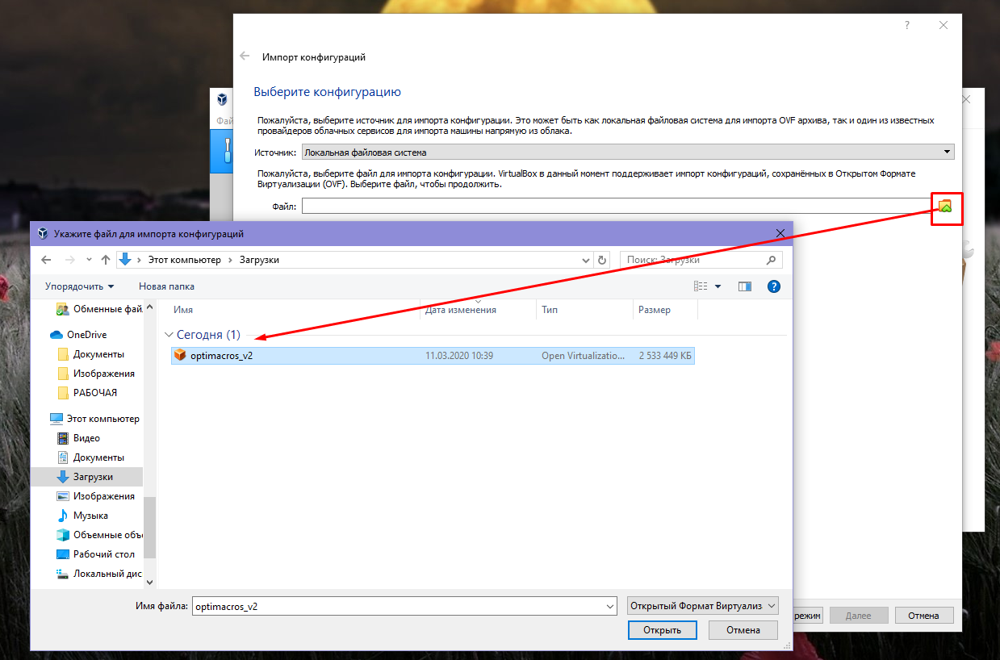 ?
Импорт конфигураций
Выберите конфигурацию
Фай
Пожалуйста, выберите источник для импорта конфигурации. Это может быть как локальная файловая система для импорта OVF архива, так и один из известных
провайдеров облачных сервисов для импорта машины напрямую из облака.
Источник: Локальная файловая система
Пожалуйста, выберите файл для импорта конфигурации. VirtualBox в данный момент поддерживает импорт конфигураций, сохранённых в Открытом Формате
Виртуализации (OVF). Выберите файл, чтобы продолжить.
Файл:
Укажите файл для импорта конфигураций
Этот компьютер › Загрузки
Поиск: Загрузки
Упорядочить
Новая папка
?
Обменные фай
Имя
Дата изменения
Тип
Размер
OneDrive
Сегодня (1)
Документы
optimacros_v2
11.03.2020 10:39
Open Virtualizatio...
2 533 449 КБ
Изображения
РАБОЧАЯ
Этот компьютер
Видео
Документы
Загрузки
Изображения
Музыка
Объемные объ
Рабочий стол
Локальный дис
Имя файла: optimacros_v2
Открытый Формат Виртуализ
Открыть
Отмена
режим
Далее
Отмена